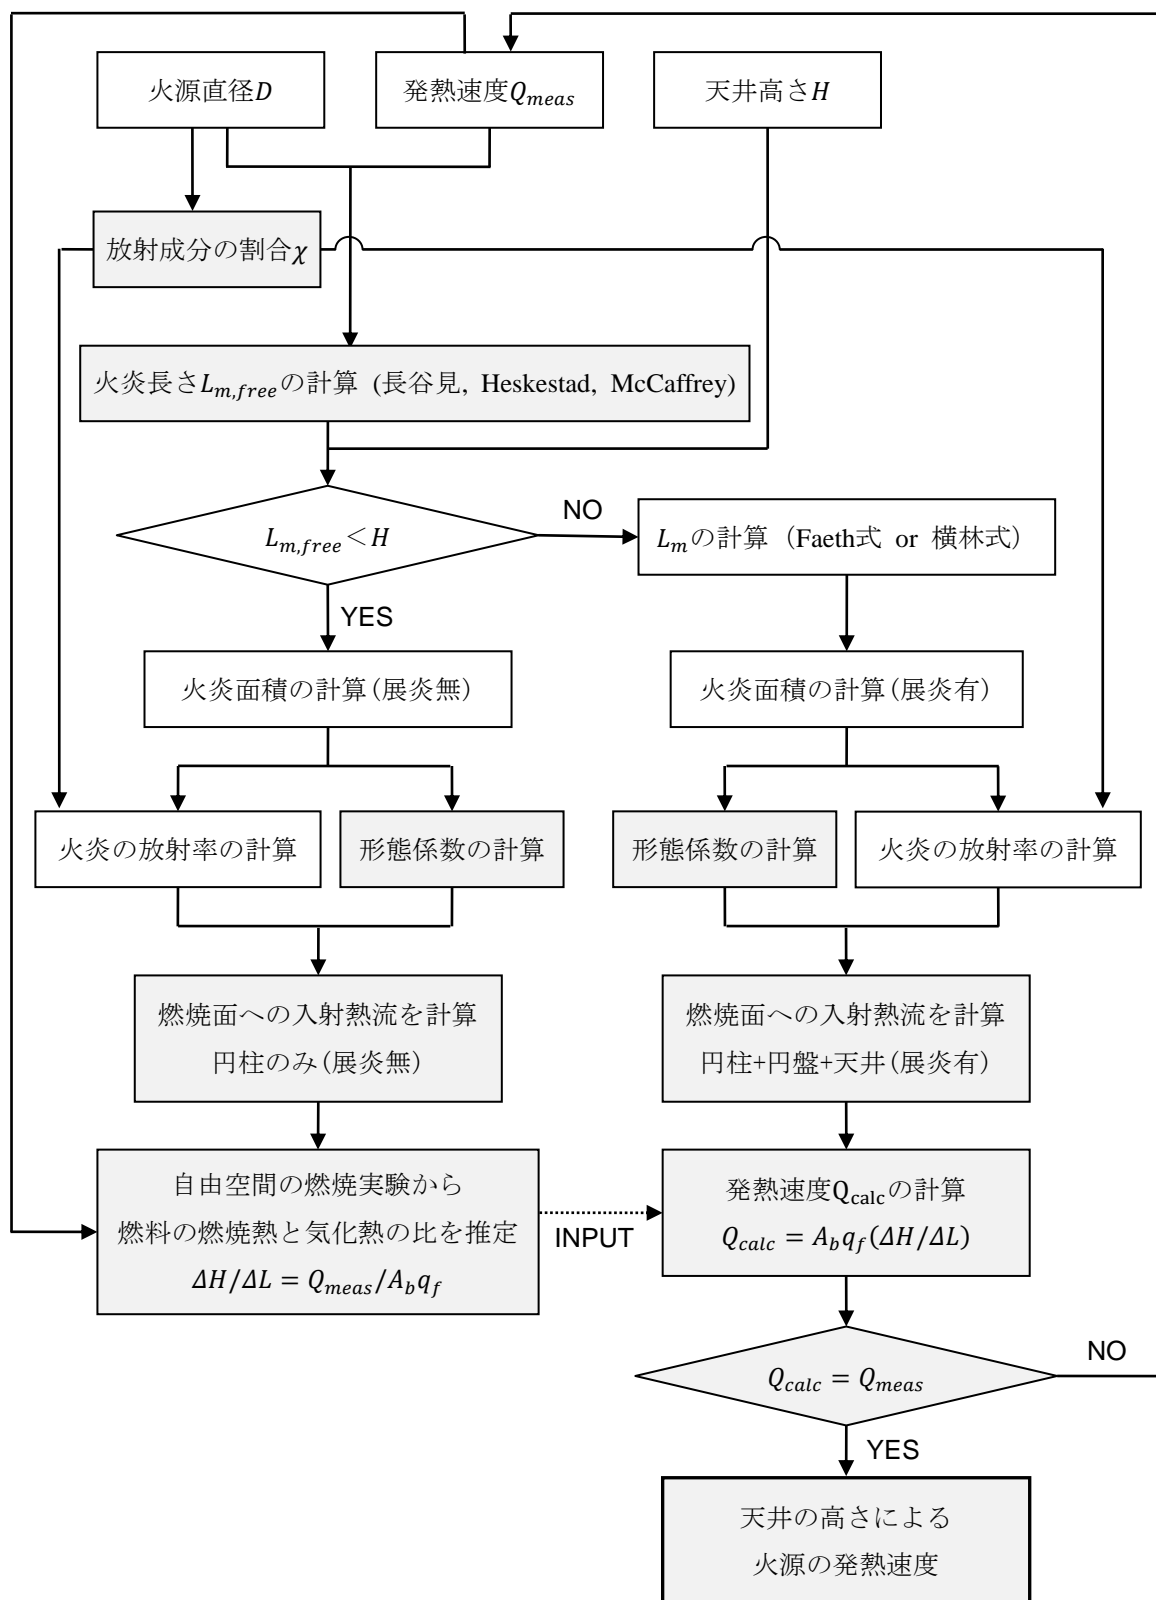 火源直径D
発熱速度Q_meas
天井高さH
放射成分の割合χ
火炎長さL_m,freeの計算 (長谷見, Heskestad, McCaffrey)
L_m,free＜H
NO
L_mの計算（Faeth式 or 横林式）
YES
火炎面積の計算(展炎無)
火炎面積の計算(展炎有)
火炎の放射率の計算
形態係数の計算
形態係数の計算
火炎の放射率の計算
燃焼面への入射熱流を計算
円柱のみ(展炎無)
燃焼面への入射熱流を計算
円柱+円盤+天井(展炎有)
自由空間の燃焼実験から
燃料の燃焼熱と気化熱の比を推定
ΔH/ΔL = Q_meas/A_b q_f
INPUT
発熱速度Q_calcの計算
Q_calc = A_b q_f(ΔH/ΔL)
Q_calc = Q_meas
NO
YES
天井の高さによる
火源の発熱速度